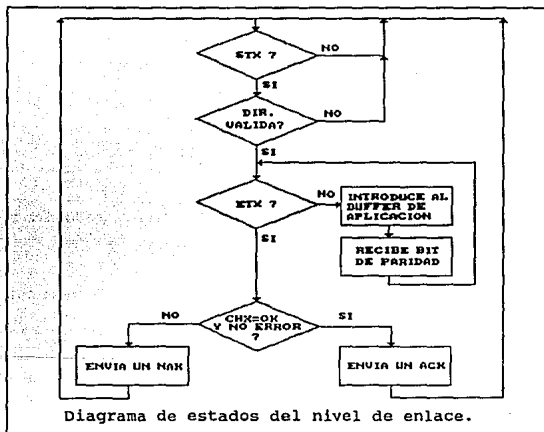 STX ?
NO
SI
DIR.
VALIDA?
NO
SI
ETX ?
NO
INTRODUCE AL
BUFFER DE
APLICACION
SI
RECIBE BIT
DE PARIDAD
NO
CHX=OK
Y NO ERROR
?
SI
ENVIA UN NAK
ENVIA UN ACK
Diagrama de estados del nivel de enlace.